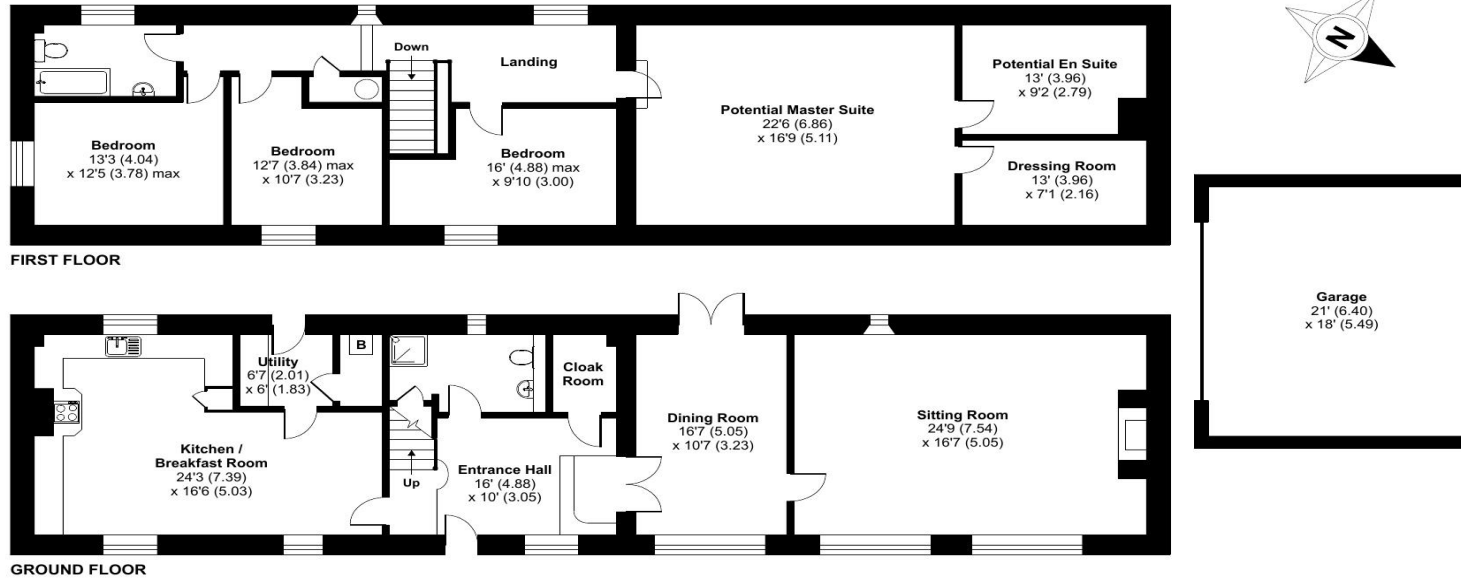 N
Down
Landing
Potential En Suite
13' (3.96)
x 9'2 (2.79)
Potential Master Suite
22'6 (6.86)
x 16'9 (5.11)
Bedroom
13'3 (4.04)
x 12'5 (3.78) max
Bedroom
12'7 (3.84) max
x 10'7 (3.23)
Bedroom
16' (4.88) max
x 9'10 (3.00)
Dressing Room
13' (3.96)
x 7'1 (2.16)
FIRST FLOOR
Garage
21' (6.40)
x 18' (5.49)
B
Utility
6'7 (2.01)
x 6' (1.83)
Cloak
Room
Kitchen /
Breakfast Room
24'3 (7.39)
x 16'6 (5.03)
Up
Entrance Hall
16' (4.88)
x 10' (3.05)
Dining Room
16'7 (5.05)
x 10'7 (3.23)
Sitting Room
24'9 (7.54)
x 16'7 (5.05)
GROUND FLOOR